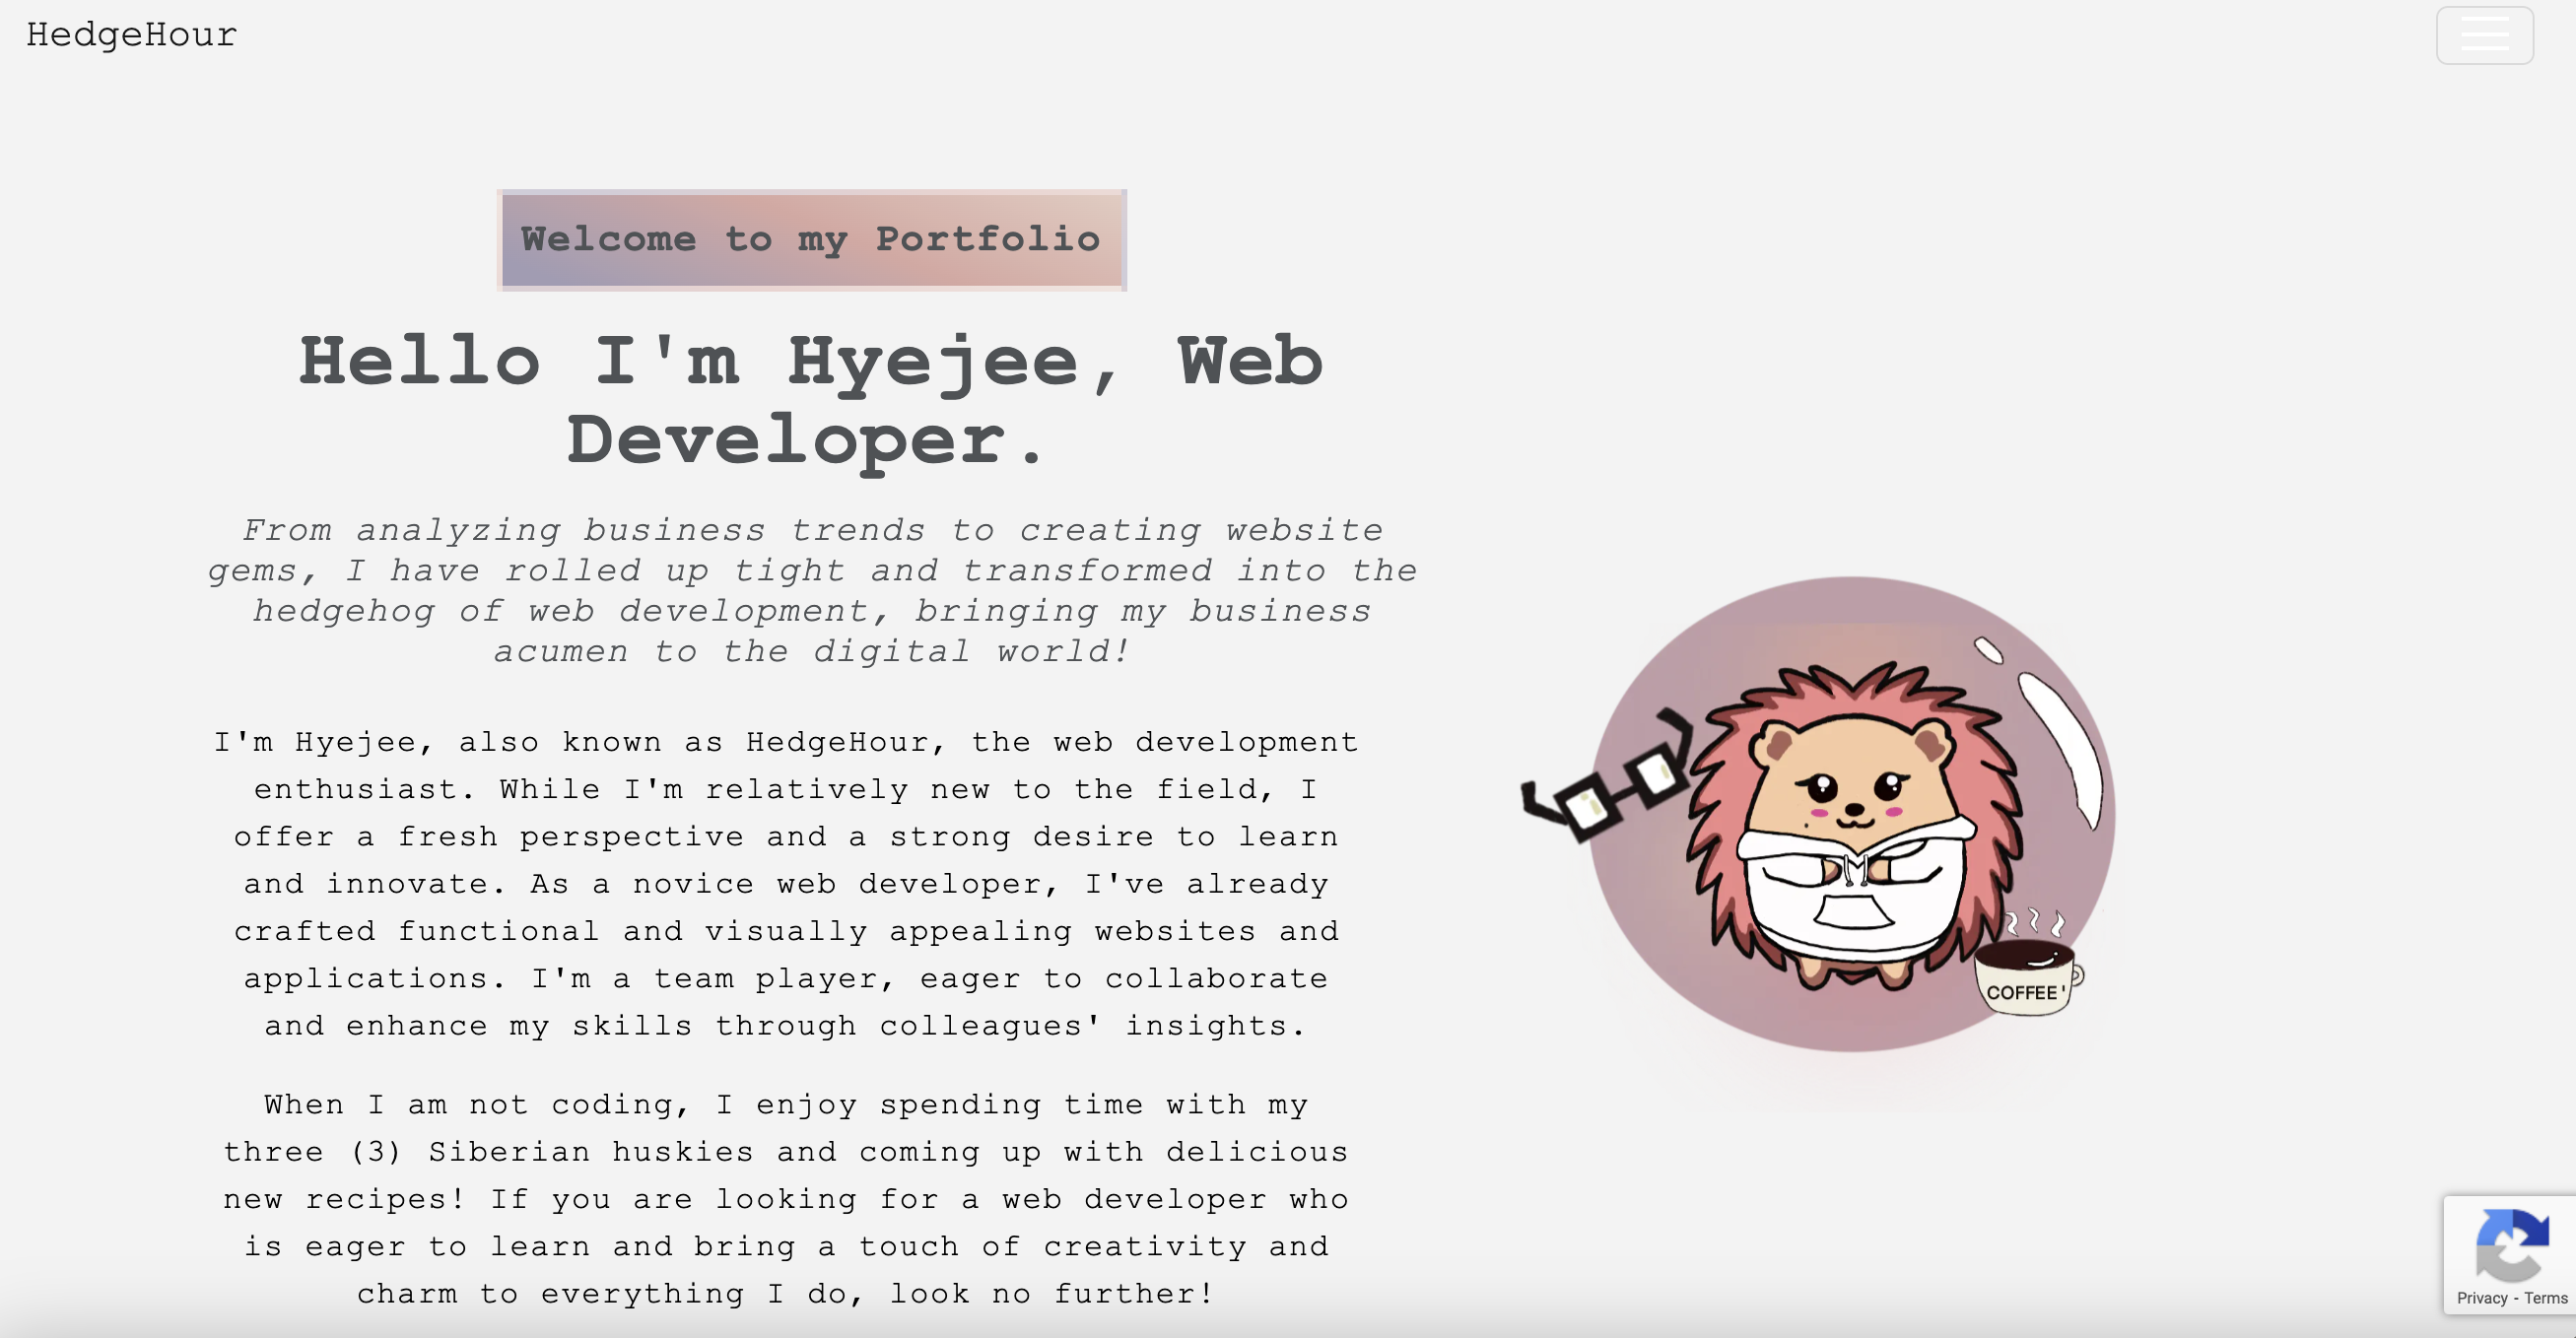 HedgeHour
Welcome to my Portfolio
Hello I'm Hyejee, Web
Developer.
From analyzing business trends to creating website
gems, I have rolled up tight and transformed into the
hedgehog of web development, bringing my business
acumen to the digital world!
I'm Hyejee, also known as HedgeHour, the web development
enthusiast. While I'm relatively new to the field, I
offer a fresh perspective and a strong desire to learn
and innovate. As a novice web developer, I've already
crafted functional and visually appealing websites and
applications. I'm a team player, eager to collaborate
and enhance my skills through colleagues' insights.
When I am not coding, I enjoy spending time with my
three (3) Siberian huskies and coming up with delicious
new recipes! If you are looking for a web developer who
is eager to learn and bring a touch of creativity and
charm to everything I do, look no further!
COFFEE'
Privacy - Terms